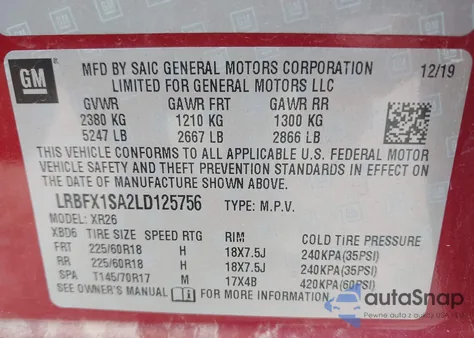 GM
MFD BY SAIC GENERAL MOTORS CORPORATION 12/19
LIMITED FOR GENERAL MOTORS LLC
GVWR GAWR FRT GAWR RR
2380 KG 1210 KG 1300 KG
5247 LB 2667 LB 2866 LB
THIS VEHICLE CONFORMS TO ALL APPLICABLE U.S. FEDERAL MOTOR
VEHICLE SAFETY AND THEFT PREVENTION STANDARDS IN EFFECT ON
THE DATE OF MANUFACTURE SHOWN ABOVE.
LRBFX1SA2LD125756 TYPE: M.P.V.
MODEL: XR26
XBD6 TIRE SIZE SPEED RTG RIM COLD TIRE PRESSURE
FRT 225/60R18 H 18X7.5J 240KPA(35PSI)
RR 225/60R18 H 18X7.5J 240KPA(35PSI)
SPA T145/70R17 M 17X4B 420KPA(60PSI)
SEE OWNER'S MANUAL FOR MORE INFORMATION
autoSnap
Pewne auta z aukcji USA